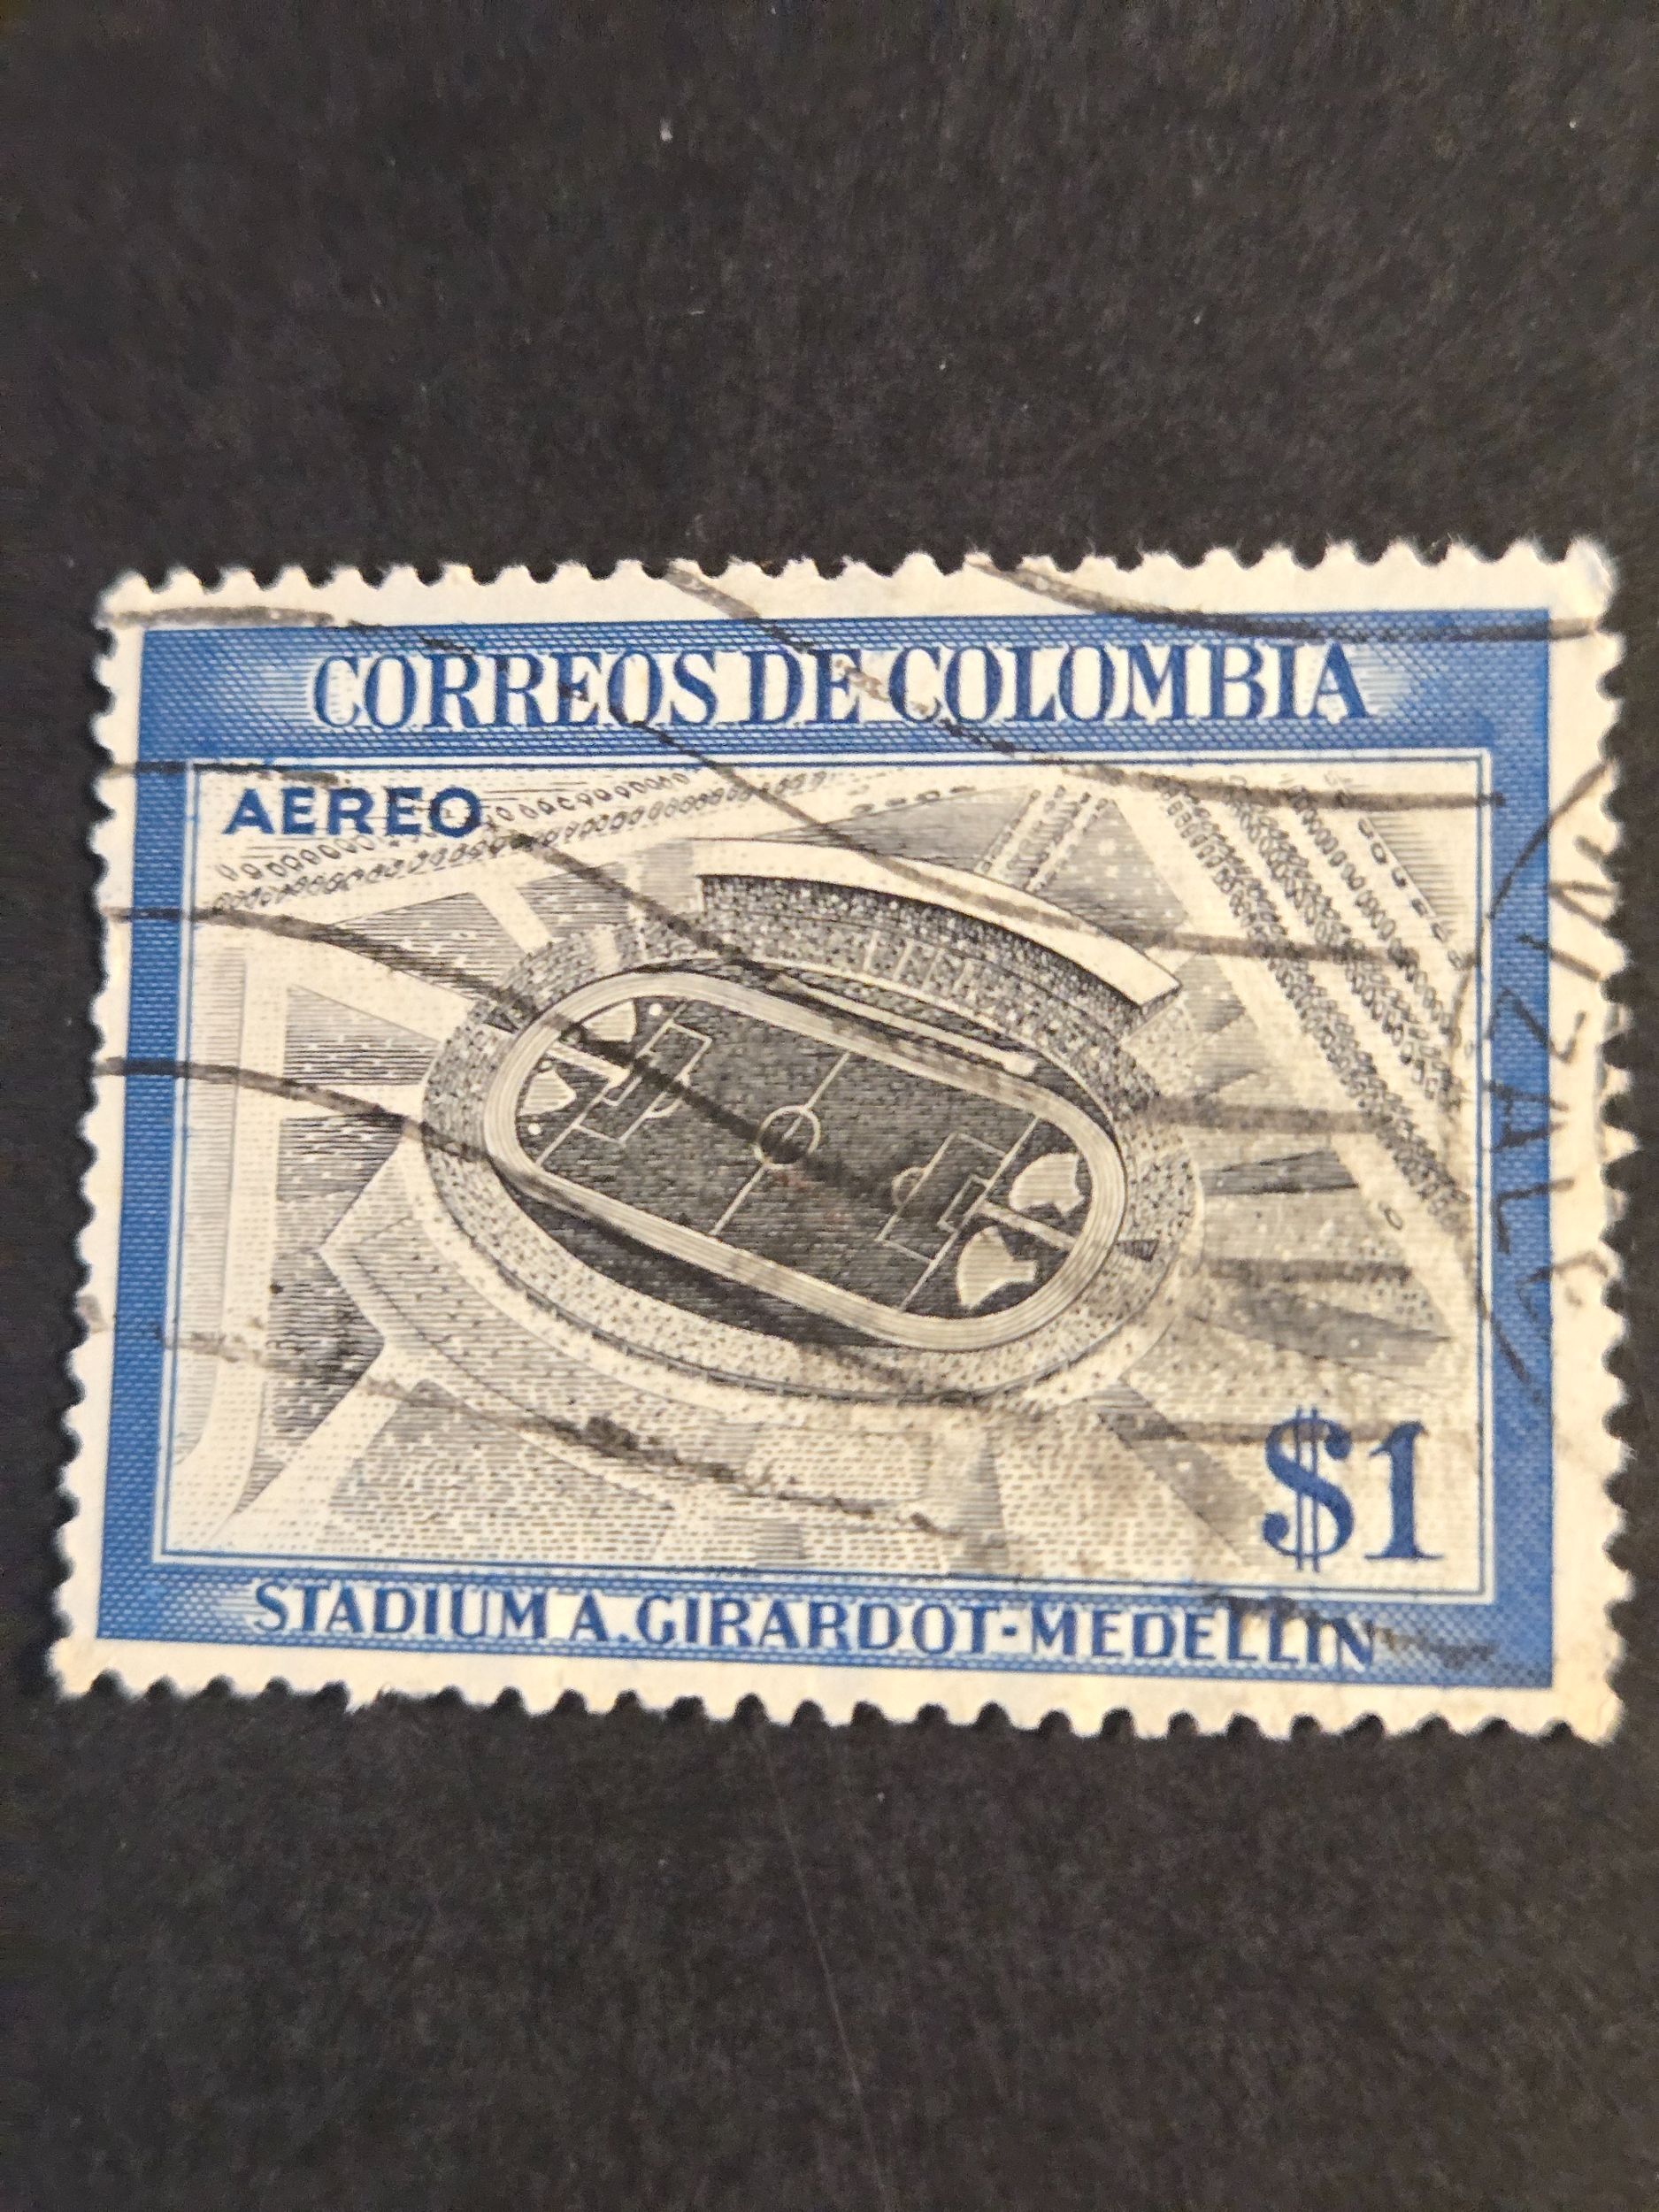 CORREOS DE COLOMBIA
AEREO
$1
STADIUM A. GIRARDOT-MEDELLIN